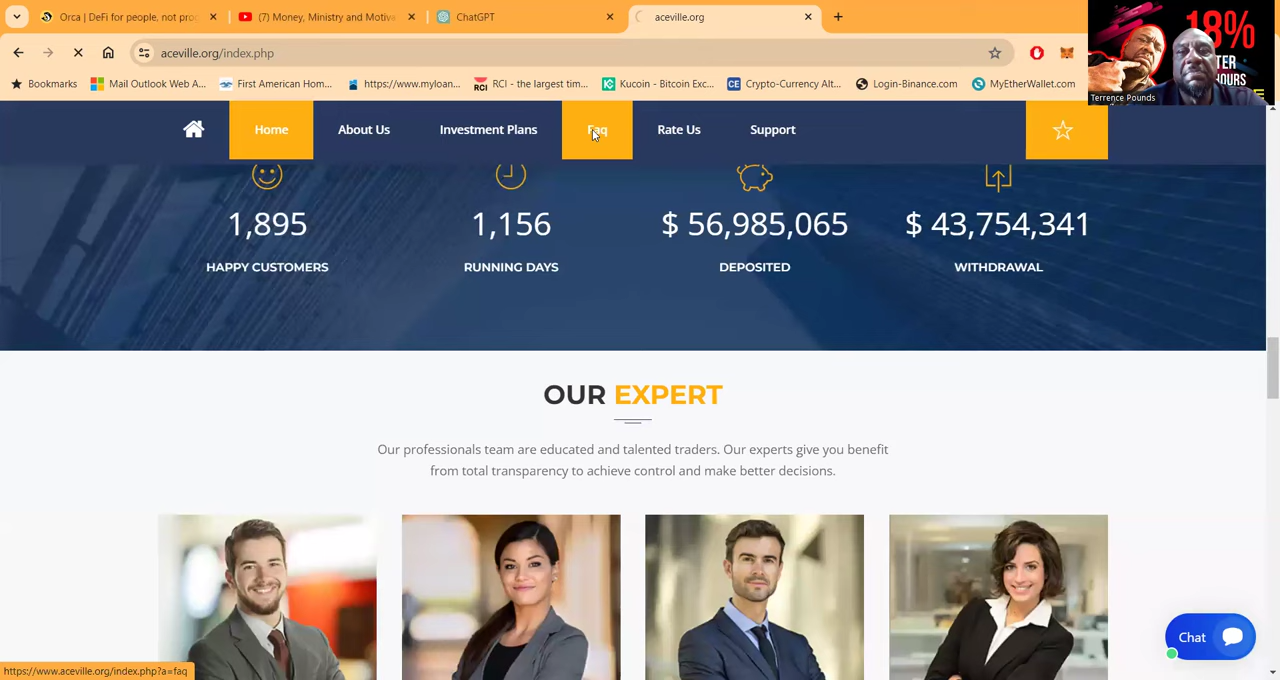 Orca | DeFi for people, not pro
(7) Money, Ministry and Motiva
ChatGPT
aceville.org
aceville.org/index.php
Bookmarks
Mail Outlook Web A...
First American Hom...
https://www.myloan...
RCI - the largest tim...
Kucoin - Bitcoin Exc...
Crypto-Currency Alt...
Login-Binance.com
MyEtherWallet.com
18%
HOURS
Terrence Pounds
Home
About Us
Investment Plans
Faq
Rate Us
Support
1,895
1,156
$ 56,985,065
$ 43,754,341
HAPPY CUSTOMERS
RUNNING DAYS
DEPOSITED
WITHDRAWAL
OUR EXPERT
Our professionals team are educated and talented traders. Our experts give you benefit
from total transparency to achieve control and make better decisions.
Chat
https://www.aceville.org/index.php?a=faq